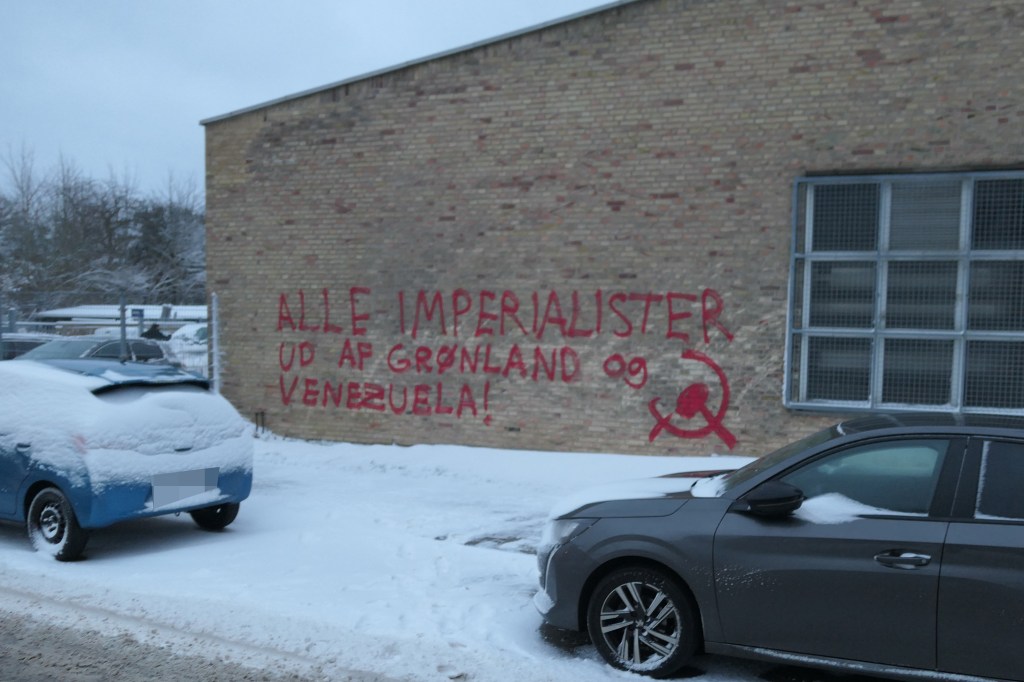 ALLE IMPERIALISTER
UD AF GRØNLAND og
VENEZUELA!